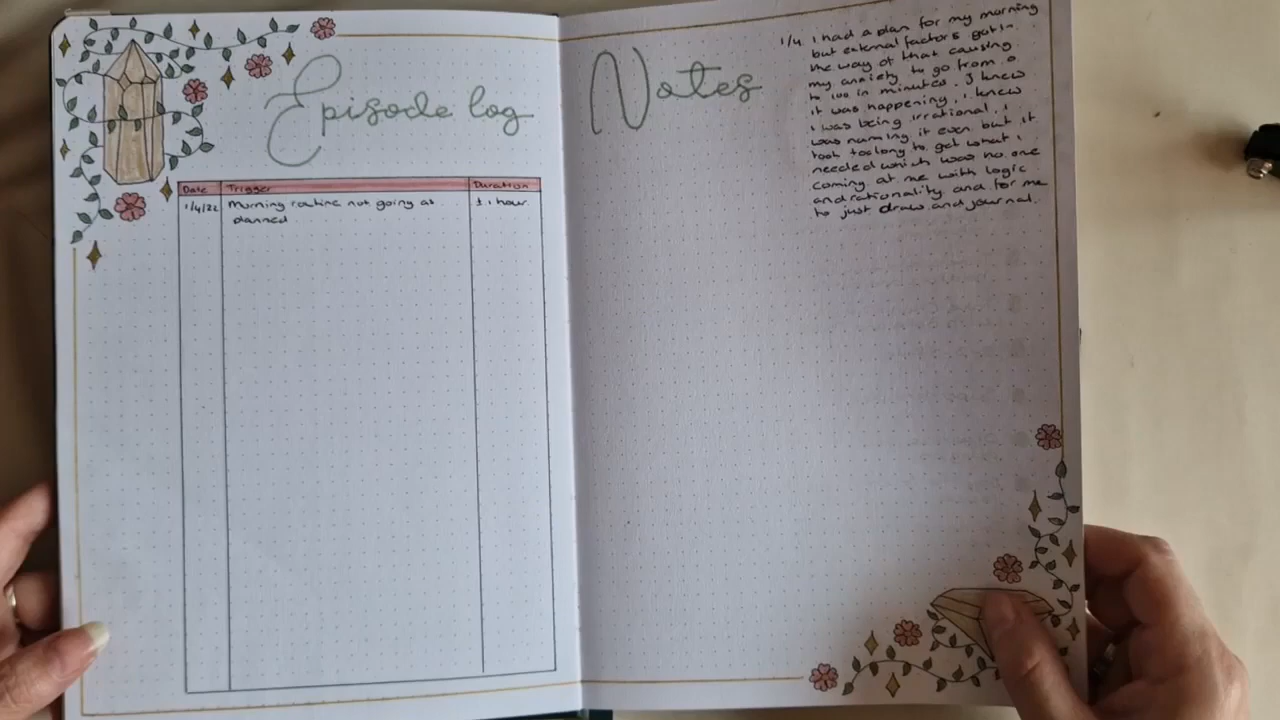 Episode log
Date Trigger Duration
1/4/22 Morning routine not going as ± 1 hour.
planned
Notes
1/4. I had a plan for my morning
but external factors got in
the way of that causing
my anxiety to go from 0
to 100 in minutes. I knew
it was happening, i knew
i was being irrational, i
was naming it even but it
took too long to get what i
needed which was no one
coming at me with logic
and rationality and for me
to just draw and journal.